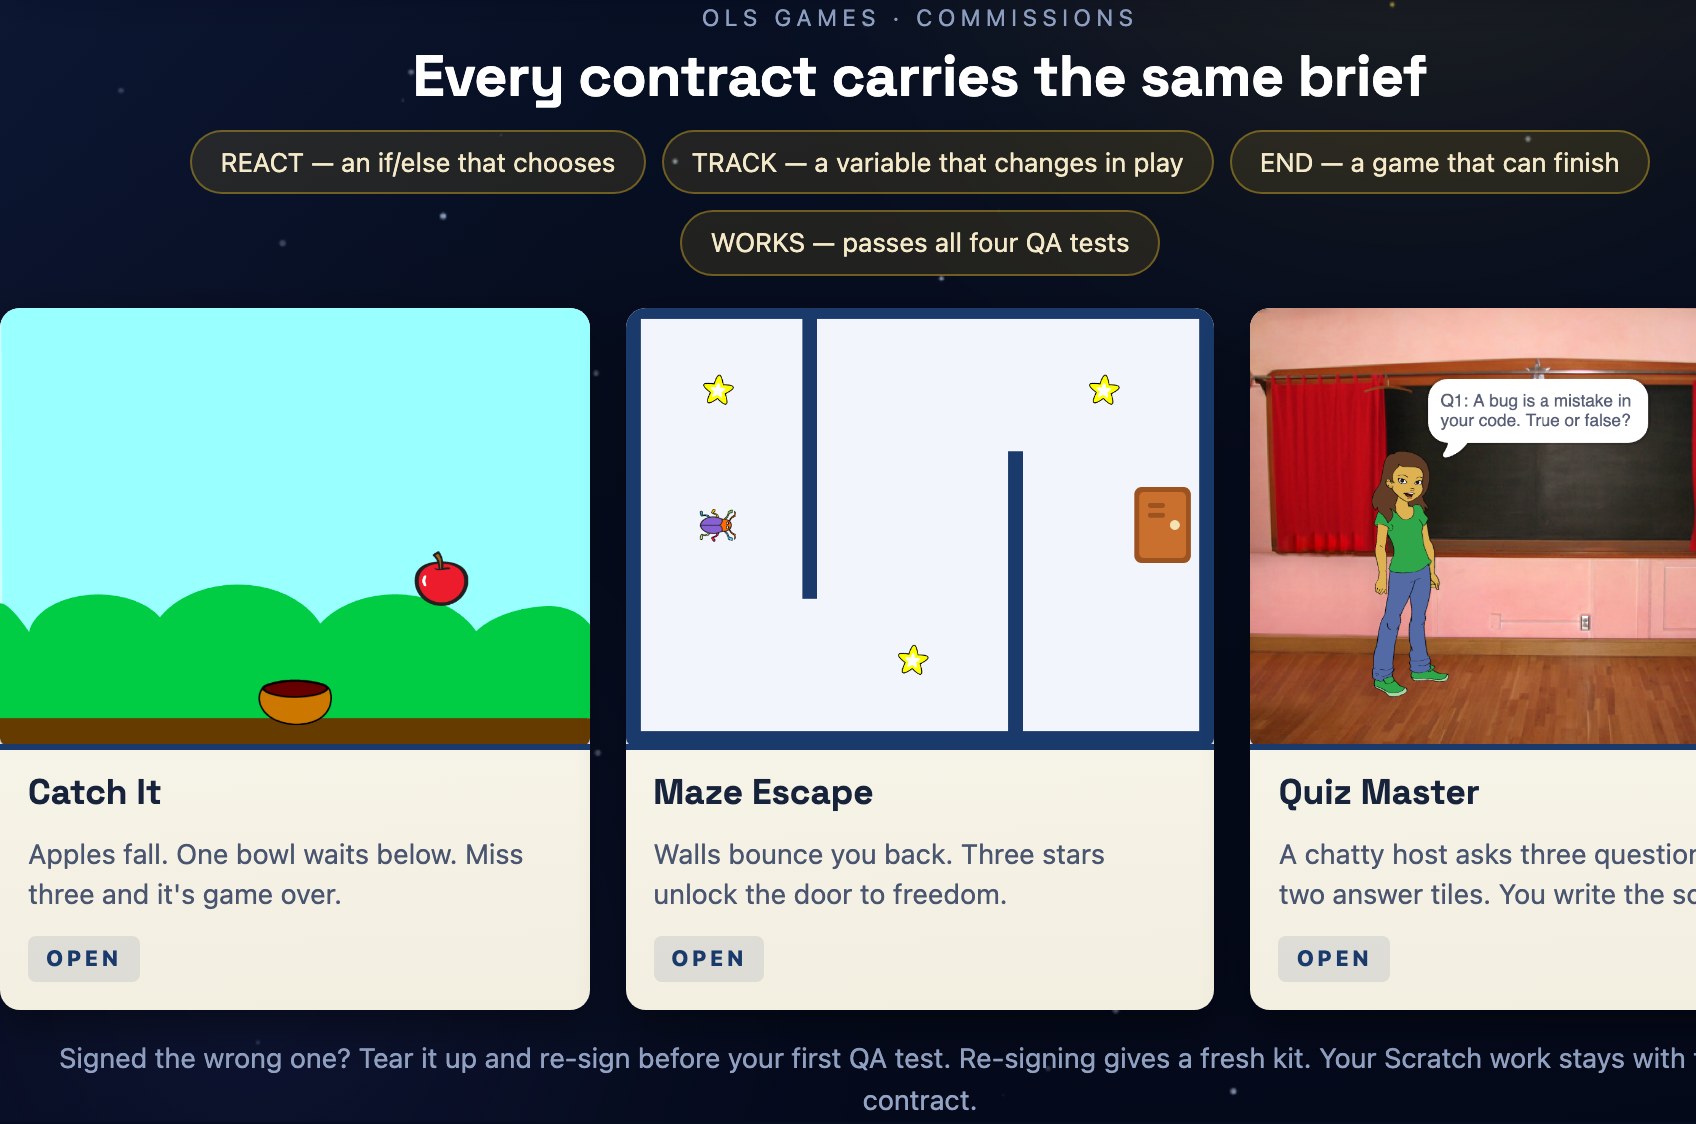 OLS GAMES · COMMISSIONS
Every contract carries the same brief
REACT — an if/else that chooses
TRACK — a variable that changes in play
END — a game that can finish
WORKS — passes all four QA tests
Q1: A bug is a mistake in
your code. True or false?
Catch It
Apples fall. One bowl waits below. Miss
three and it's game over.
OPEN
Maze Escape
Walls bounce you back. Three stars
unlock the door to freedom.
OPEN
Quiz Master
A chatty host asks three
two answer tiles. You write the
OPEN
Signed the wrong one? Tear it up and re-sign before your first QA test. Re-signing gives a fresh kit. Your Scratch work stays with
contract.